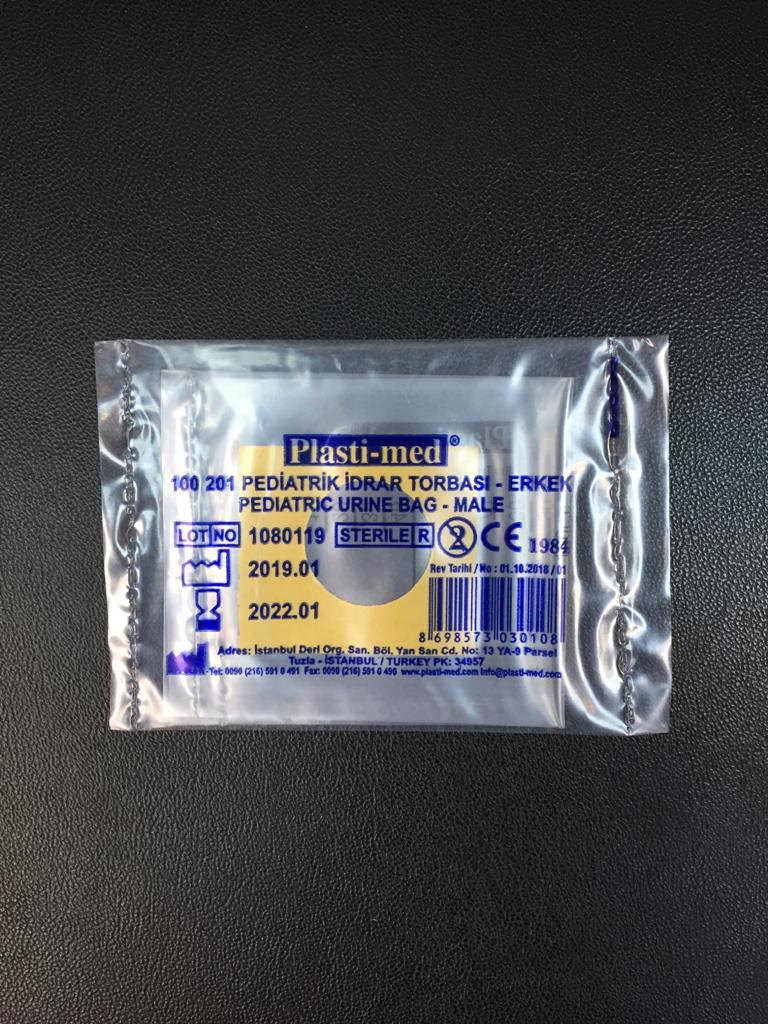 Plasti-med®
100 201 PEDİATRİK İDRAR TORBASI - ERKEK
PEDIATRIC URINE BAG - MALE
LOT NO 1080119 STERILE R 2 CE 1984
2019.01
Rev Tarihi / No : 01.10.2018 / 01
2022.01
8 698573 030108
Adres: İstanbul Deri Org. San. Böl. Yan San Cd. No: 13 YA-9 Parsel
Tuzla - İSTANBUL / TURKEY PK: 34957
Tel: 0090 (216) 591 0 491 Fax: 0090 (216) 591 0 490 www.plasti-med.com info@plasti-med.com